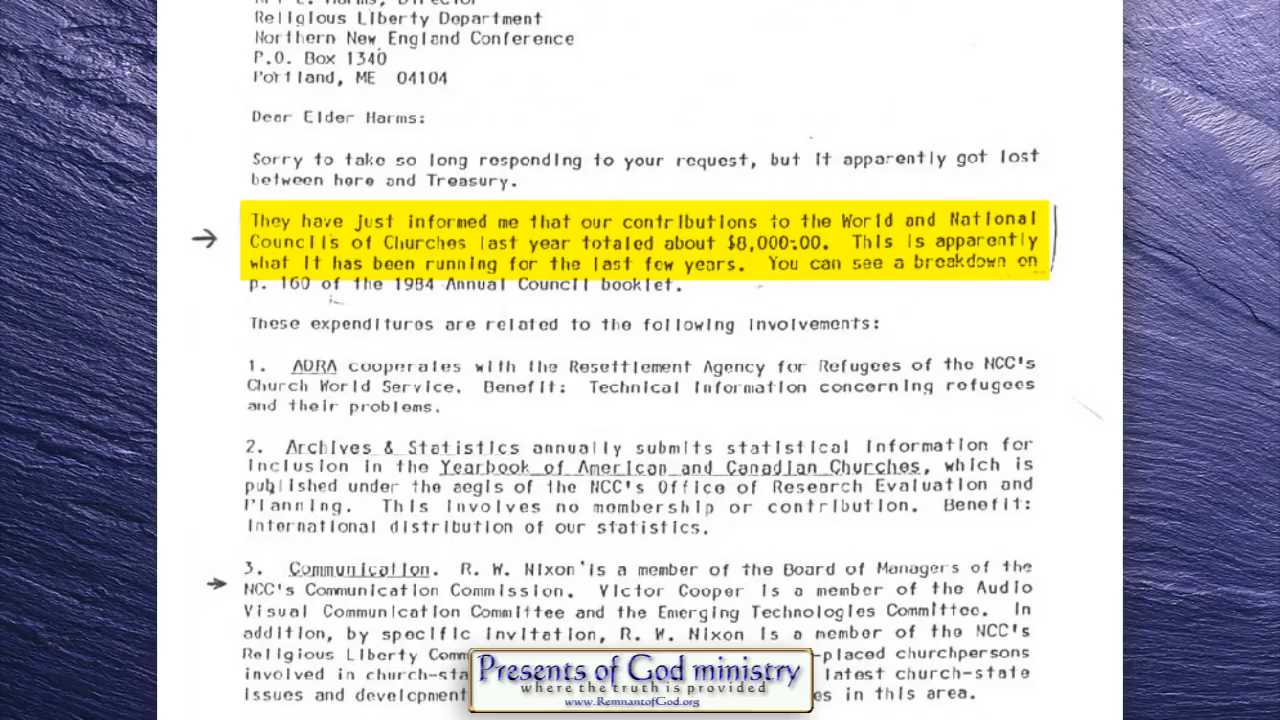 Religious Liberty Department
Northern New England Conference
P.O. Box 1340
Portland, ME 04104
Dear Elder Harms:
Sorry to take so long responding to your request, but it apparently got lost
between here and Treasury.
They have just informed me that our contributions to the World and National
Councils of Churches last year totaled about $8,000.00. This is apparently
what it has been running for the last few years. You can see a breakdown on
p. 160 of the 1984 Annual Council booklet.
These expenditures are related to the following involvements:
1. ADRA cooperates with the Resettlement Agency for Refugees of the NCC's
Church World Service. Benefit: Technical information concerning refugees
and their problems.
2. Archives & Statistics annually submits statistical information for
inclusion in the Yearbook of American and Canadian Churches, which is
published under the aegis of the NCC's Office of Research Evaluation and
Planning. This involves no membership or contribution. Benefit:
International distribution of our statistics.
3. Communication. R. W. Nixon is a member of the Board of Managers of the
NCC's Communication Commission. Victor Cooper is a member of the Audio
Visual Communication Committee and the Emerging Technologies Committee. In
addition, by specific invitation, R. W. Nixon is a member of the NCC's
Religious Liberty -placed churchpersons
involved in latest church-state
issues and in this area.
Presents of God ministry
where the truth is provided
www.RemnantofGod.org